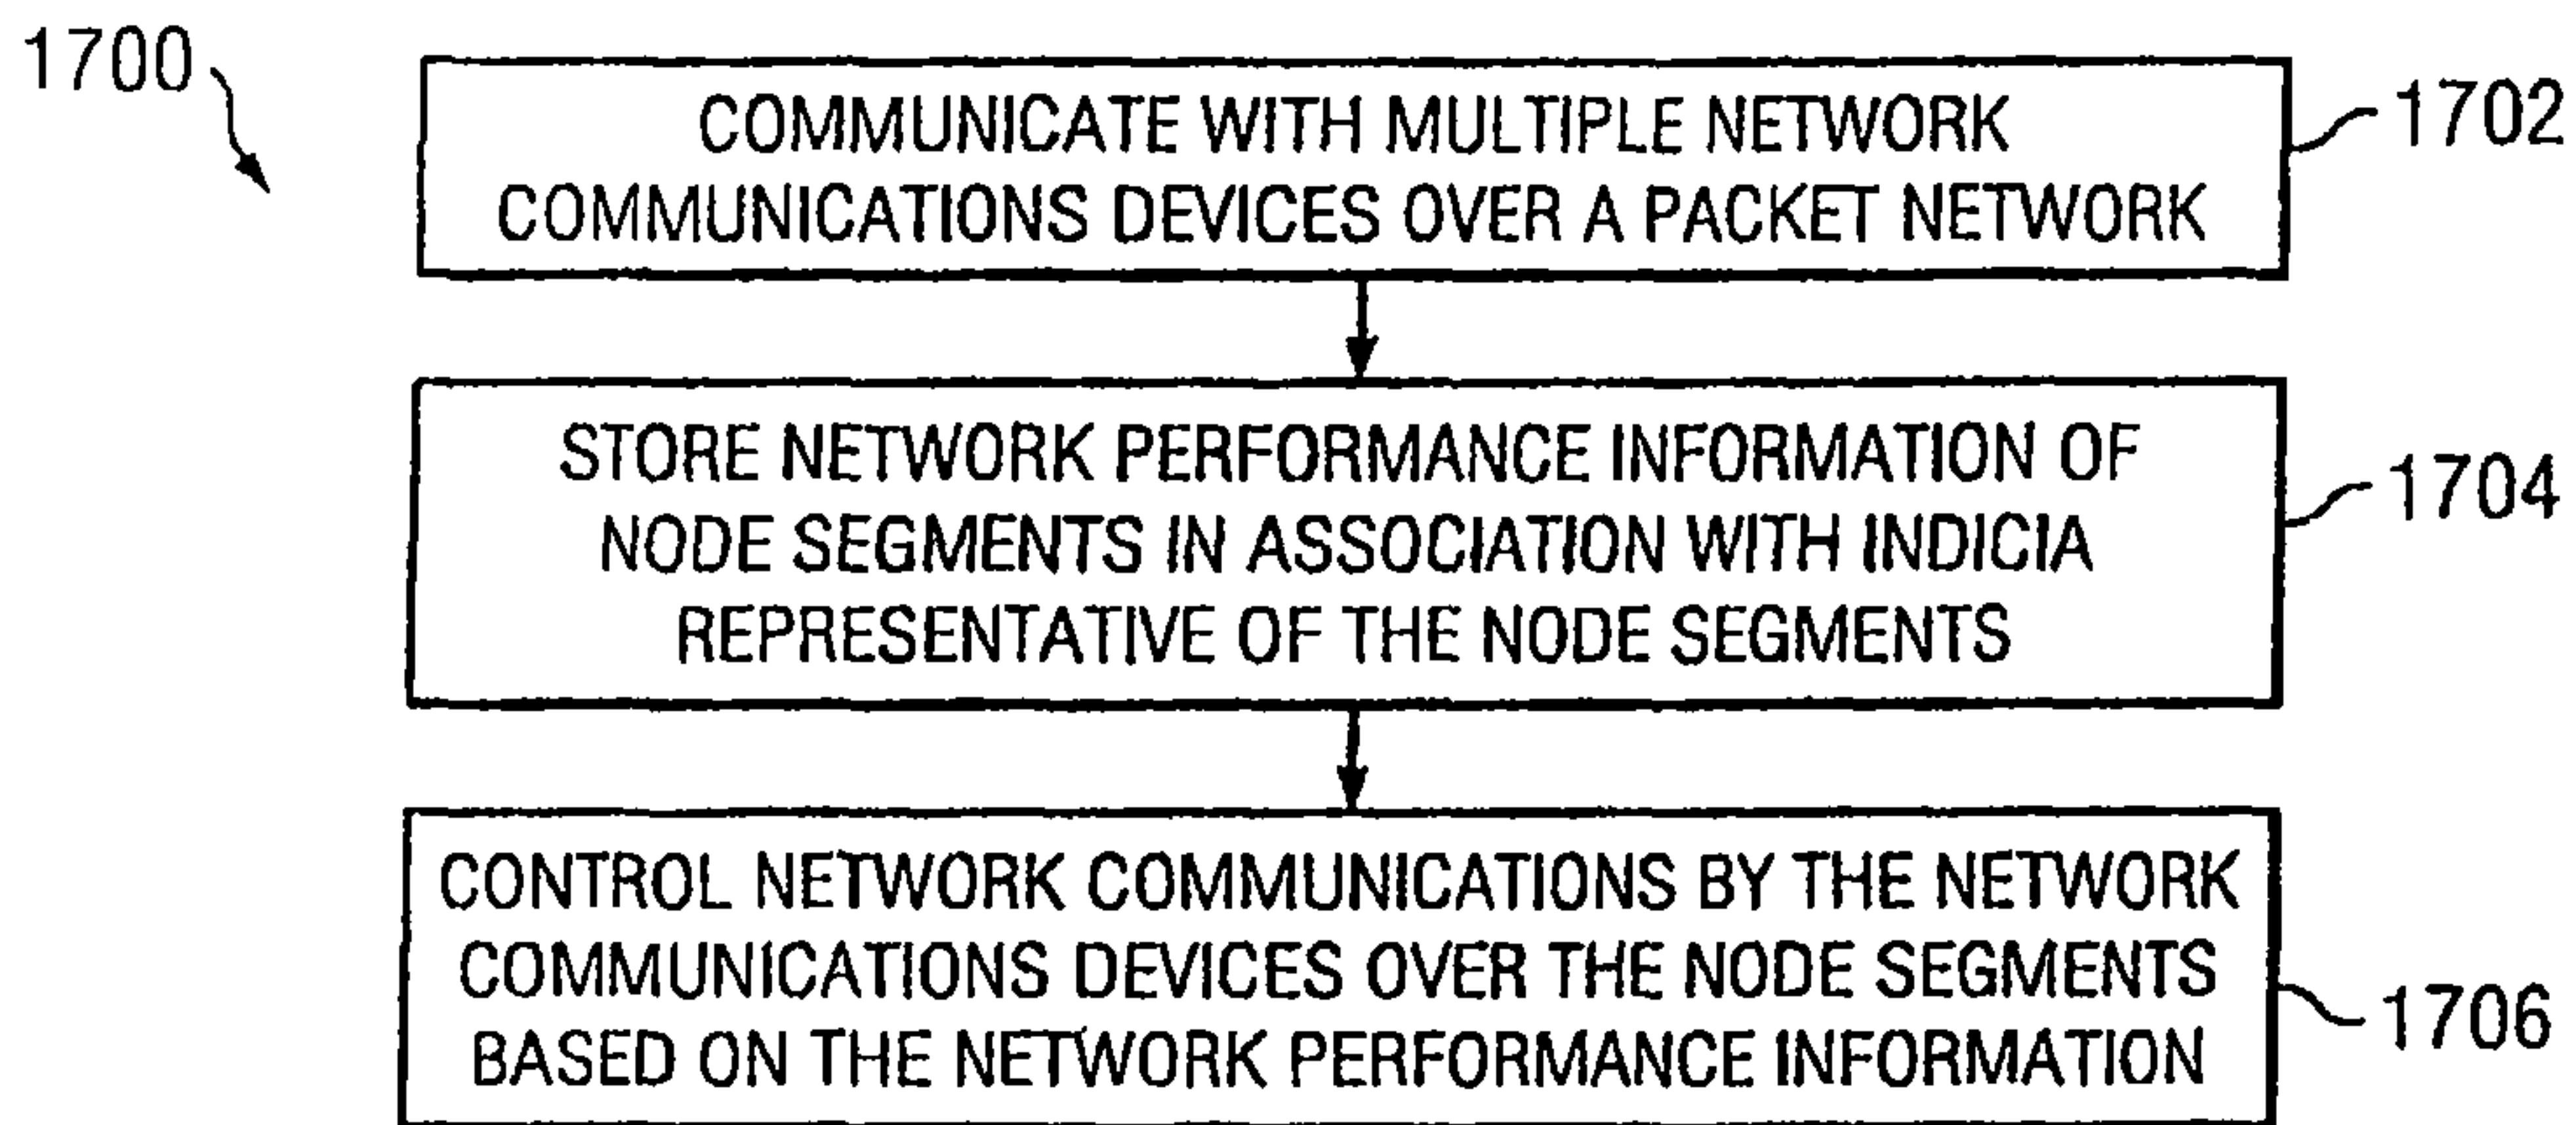 1700
COMMUNICATE WITH MULTIPLE NETWORK
COMMUNICATIONS DEVICES OVER A PACKET NETWORK
1702
STORE NETWORK PERFORMANCE INFORMATION OF
NODE SEGMENTS IN ASSOCIATION WITH INDICIA
REPRESENTATIVE OF THE NODE SEGMENTS
1704
CONTROL NETWORK COMMUNICATIONS BY THE NETWORK
COMMUNICATIONS DEVICES OVER THE NODE SEGMENTS
BASED ON THE NETWORK PERFORMANCE INFORMATION
1706